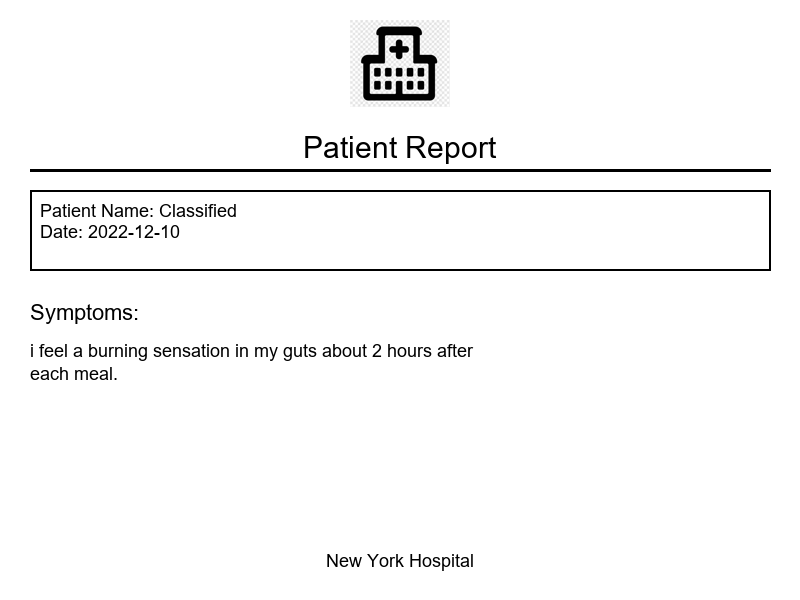 Patient Report
Patient Name: Classified
Date: 2022-12-10
Symptoms:
i feel a burning sensation in my guts about 2 hours after
each meal.
New York Hospital